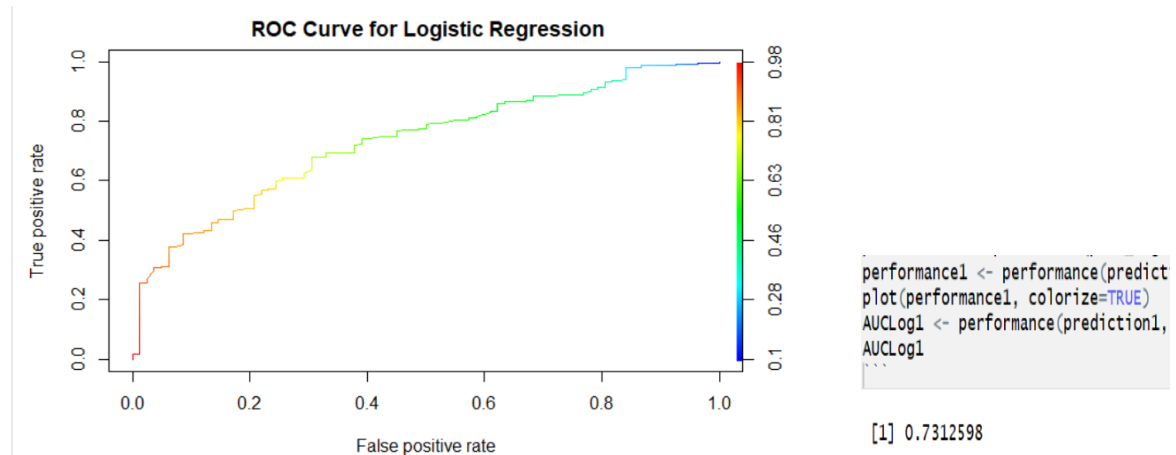 ROC Curve for Logistic Regression
True positive rate
0.0 0.2 0.4 0.6 0.8 1.0
0.1 0.28 0.46 0.63 0.81 0.98
0.0 0.2 0.4 0.6 0.8 1.0
False positive rate
performance1 <- performance(predict
plot(performance1, colorize=TRUE)
AUCLog1 <- performance(prediction1,
AUCLog1
```
[1] 0.7312598